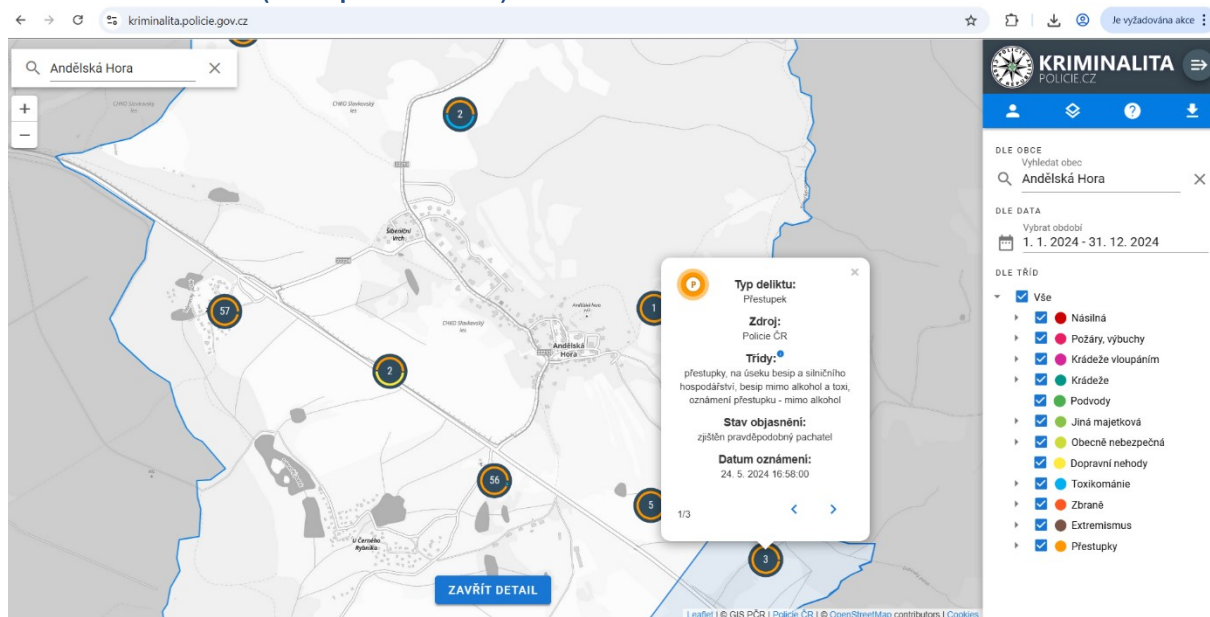 kriminalita.policie.gov.cz
Je vyžadována akce
Andělská Hora
+
−
2
57
2
56
1
5
3
Šibeniční
Vrch
CHKO Slavkovský
les
Andělská
Hora
U Černého
Rybníka
Typ deliktu:
Přestupek
Zdroj:
Policie ČR
Třídy:
přestupky, na úseku besip a silničního
hospodářství, besip mimo alkohol a toxi,
oznámení přestupku - mimo alkohol
Stav objasnění:
zjištěn pravděpodobný pachatel
Datum oznámení:
24. 5. 2024 16:58:00
1/3
P
ZAVŘÍT DETAIL
Leaflet | © GIS PČR | Policie ČR | © OpenStreetMap contributors | Cookies
KRIMINALITA
POLICIE.CZ
DLE OBCE
Vyhledat obec
Andělská Hora
DLE DATA
Vybrat období
1. 1. 2024 - 31. 12. 2024
DLE TŘÍD
Vše
Násilná
Požáry, výbuchy
Krádeže vloupáním
Krádeže
Podvody
Jiná majetková
Obecně nebezpečná
Dopravní nehody
Toxikománie
Zbraně
Extremismus
Přestupky